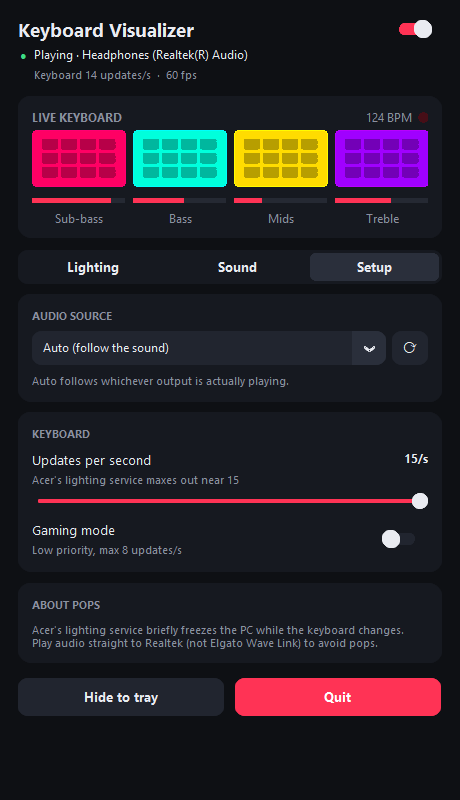 Keyboard Visualizer
Playing · Headphones (Realtek(R) Audio)
Keyboard 14 updates/s · 60 fps
LIVE KEYBOARD
124 BPM
Sub-bass
Bass
Mids
Treble
Lighting
Sound
Setup
AUDIO SOURCE
Auto (follow the sound)
Auto follows whichever output is actually playing.
KEYBOARD
Updates per second
15/s
Acer's lighting service maxes out near 15
Gaming mode
Low priority, max 8 updates/s
ABOUT POPS
Acer's lighting service briefly freezes the PC while the keyboard changes.
Play audio straight to Realtek (not Elgato Wave Link) to avoid pops.
Hide to tray
Quit